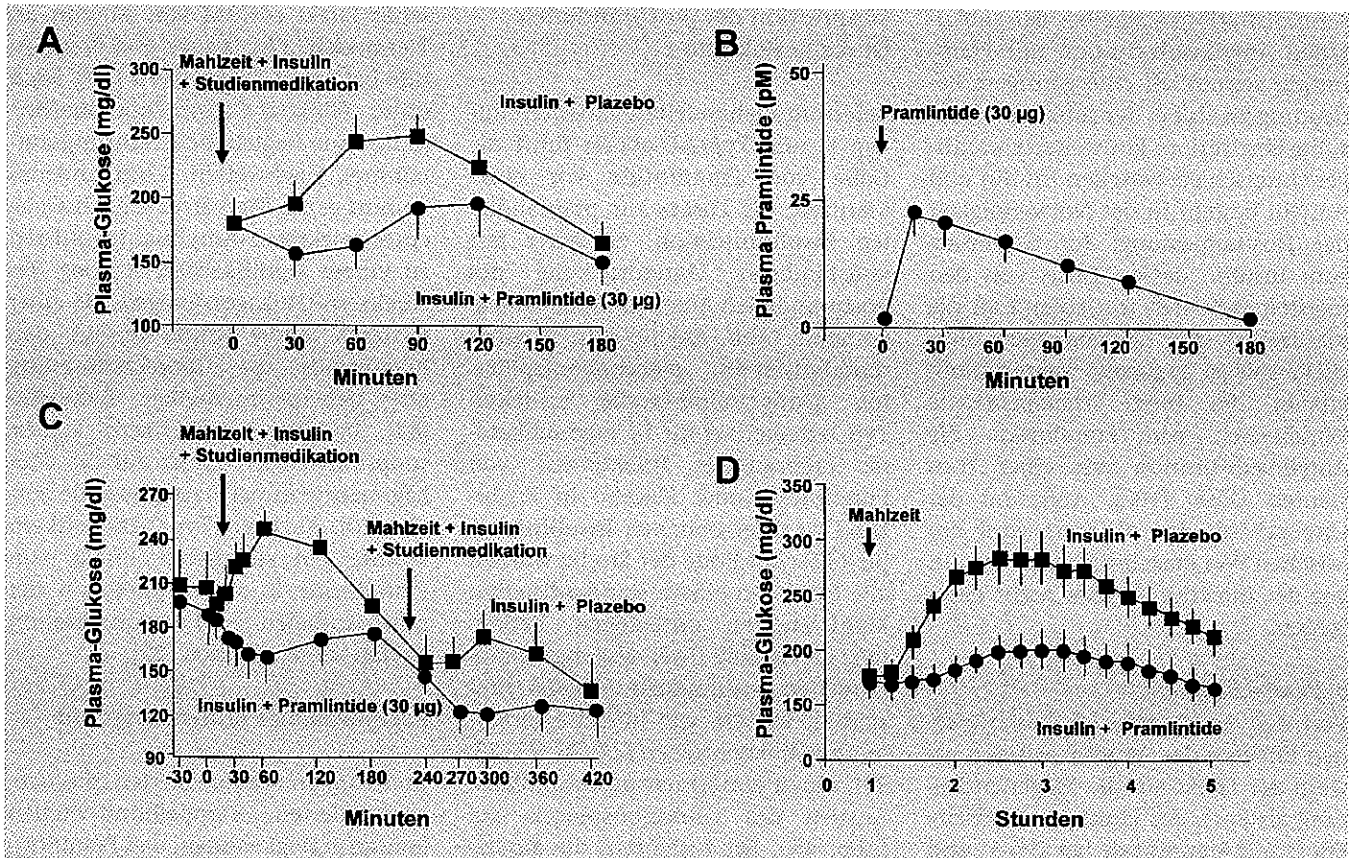 A
Mahlzeit + Insulin
+ Studienmedikation
Insulin + Plazebo
Insulin + Pramlintide (30 µg)
Plasma-Glukose (mg/dl)
300
250
200
150
100
0 30 60 90 120 150 180
Minuten
B
Pramlintide (30 µg)
Plasma Pramlintide (pM)
50
25
0
0 30 60 90 120 150 180
Minuten
C
Mahlzeit + Insulin
+ Studienmedikation
Mahlzeit + Insulin
+ Studienmedikation
Insulin + Plazebo
Insulin + Pramlintide (30 µg)
Plasma-Glukose (mg/dl)
270
240
210
180
150
120
90
-30 0 30 60 120 180 240 270 300 360 420
Minuten
D
Mahlzeit
Insulin + Plazebo
Insulin + Pramlintide
Plasma-Glukose (mg/dl)
350
300
250
200
150
0
0 1 2 3 4 5
Stunden